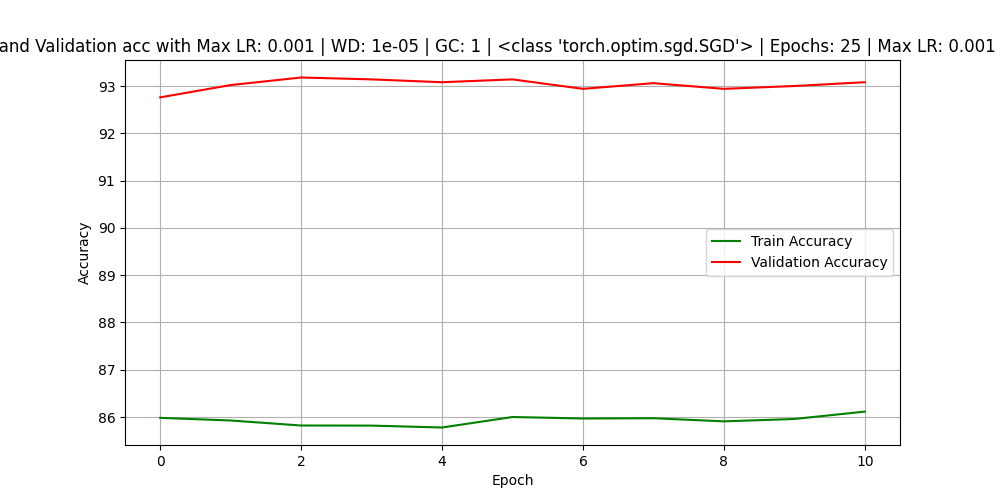 and Validation acc with Max LR: 0.001 | WD: 1e-05 | GC: 1 | <class 'torch.optim.sgd.SGD'> | Epochs: 25 | Max LR: 0.001
93
92
91
90
89
88
87
86
Accuracy
Train Accuracy
Validation Accuracy
0 2 4 6 8 10
Epoch